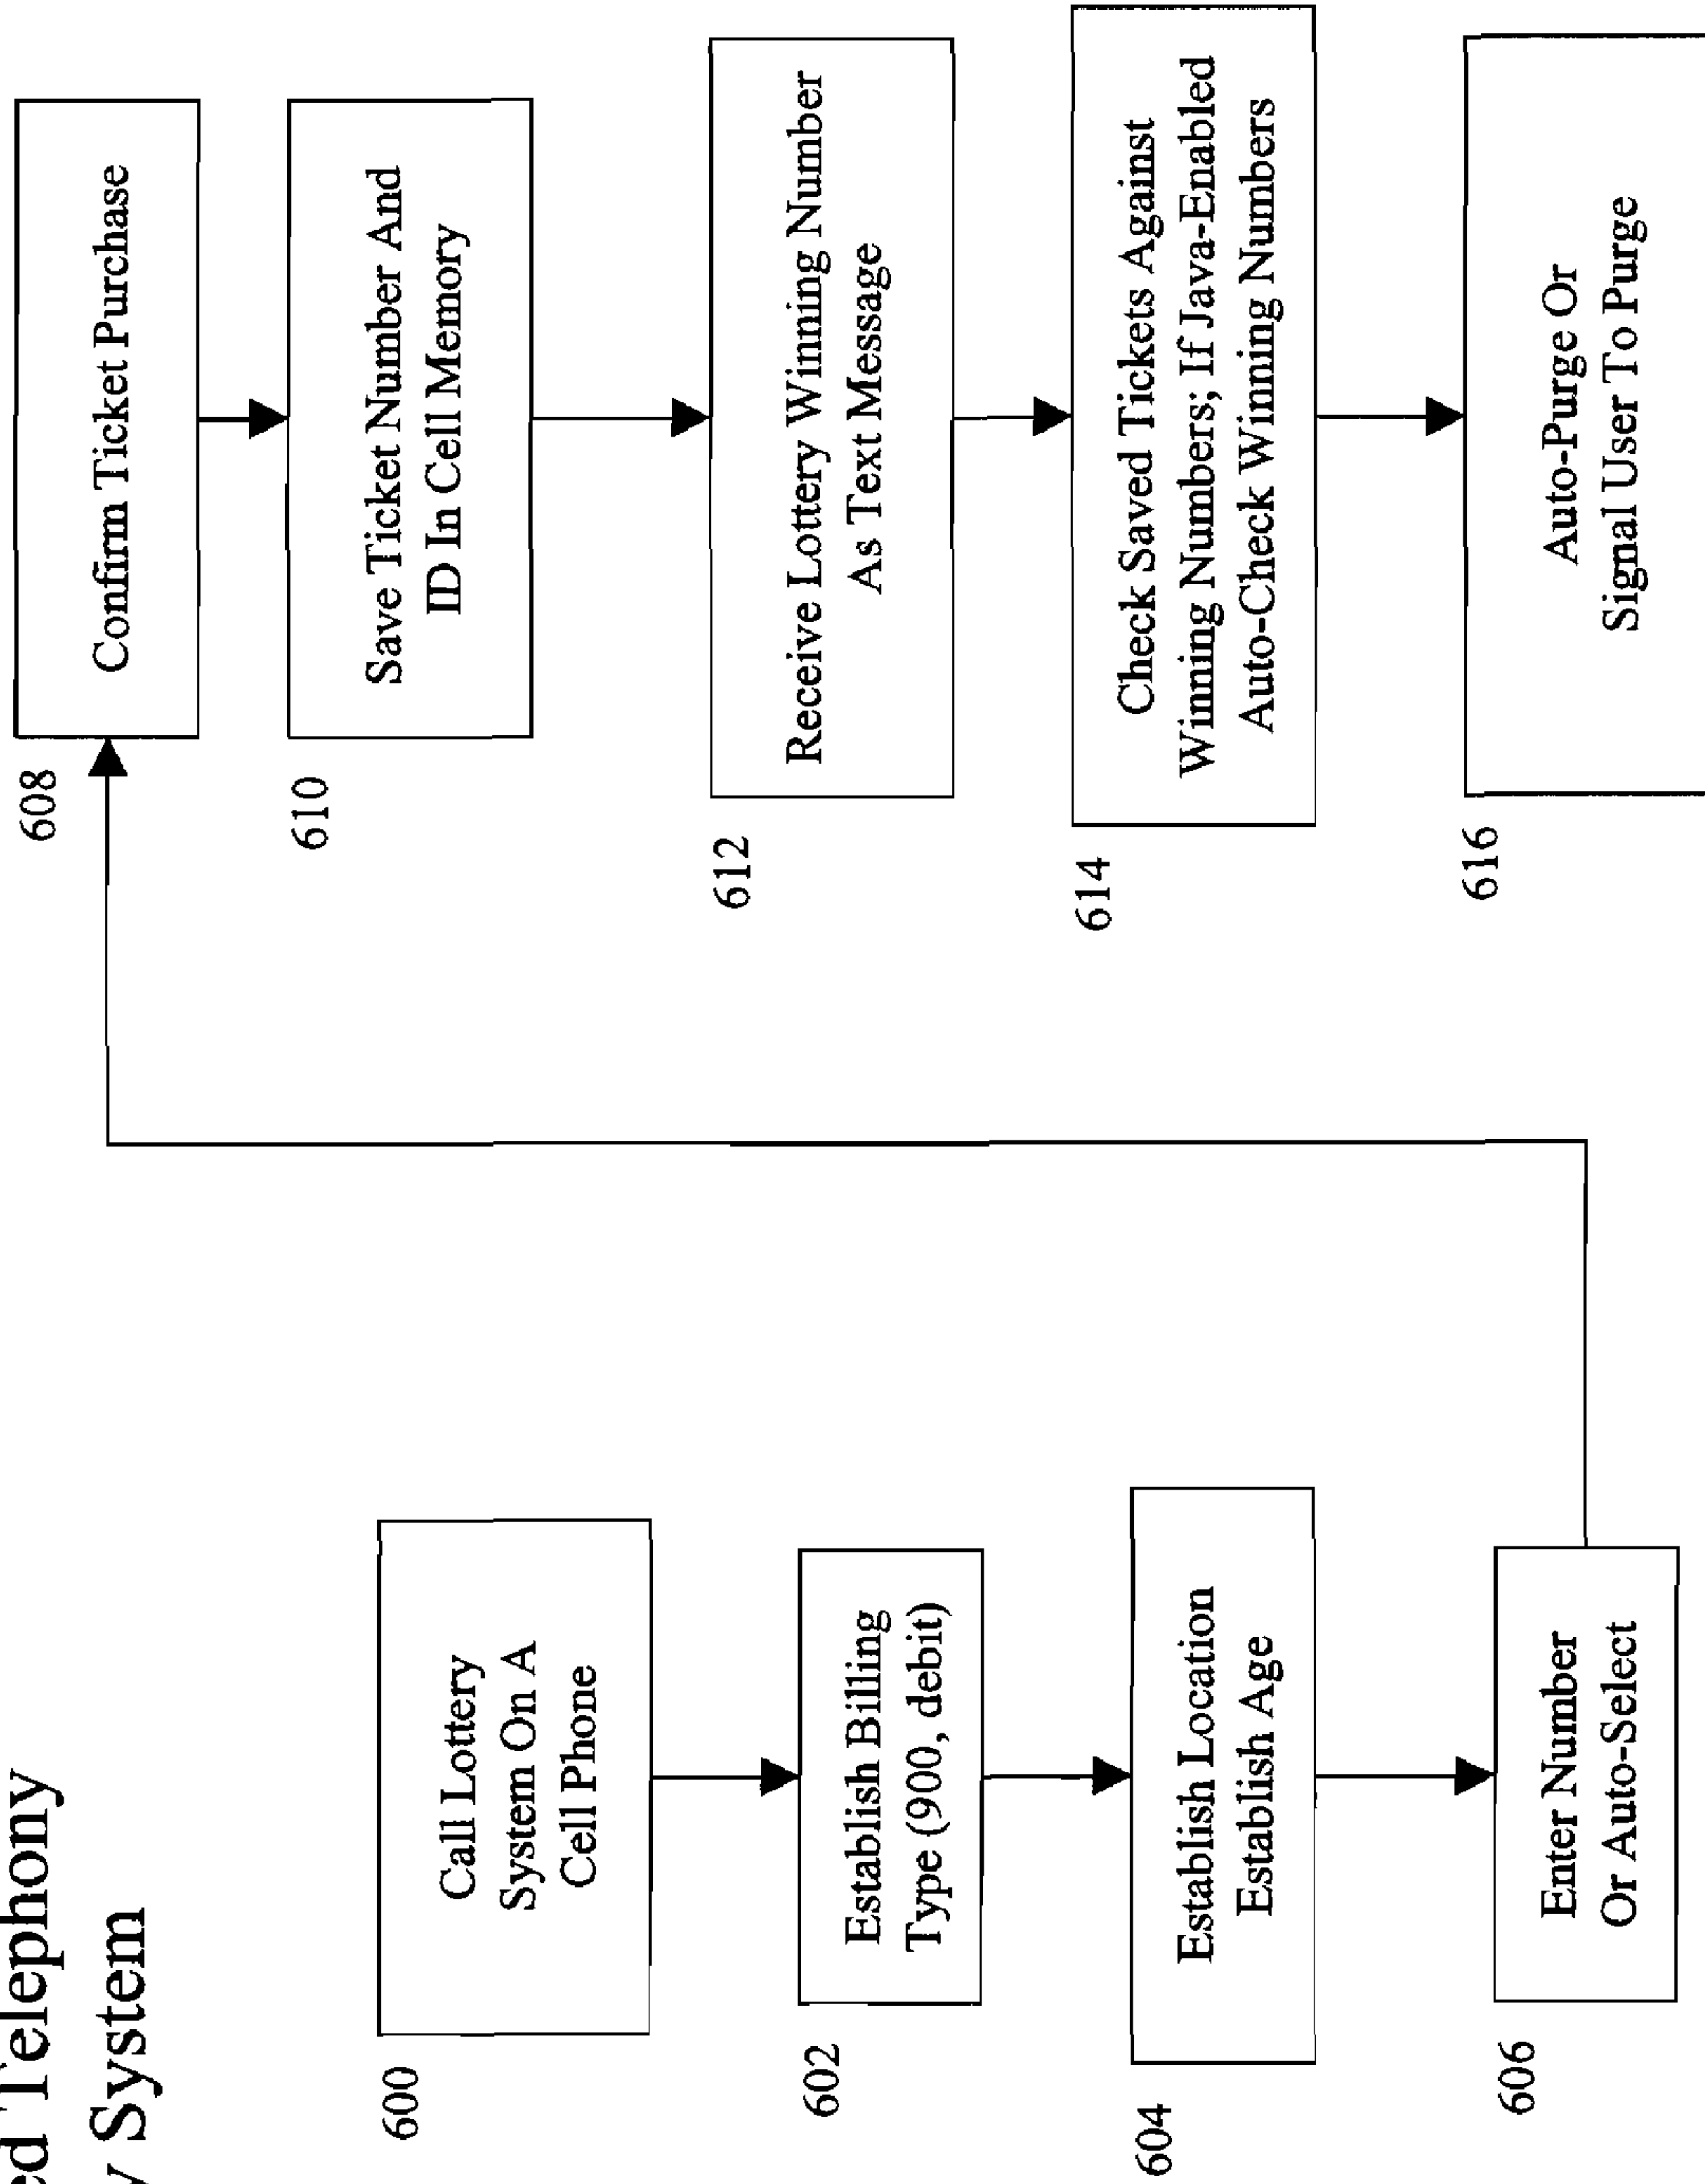 Telephony
System
600
Call Lottery
System On A
Cell Phone
602
Establish Billing
Type (900, debit)
604
Establish Location
Establish Age
606
Enter Number
Or Auto-Select
608
Confirm Ticket Purchase
610
Save Ticket Number And
ID In Cell Memory
612
Receive Lottery Winning Number
As Text Message
614
Check Saved Tickets Against
Winning Numbers; If Java-Enabled
Auto-Check Winning Numbers
616
Auto-Purge Or
Signal User To Purge